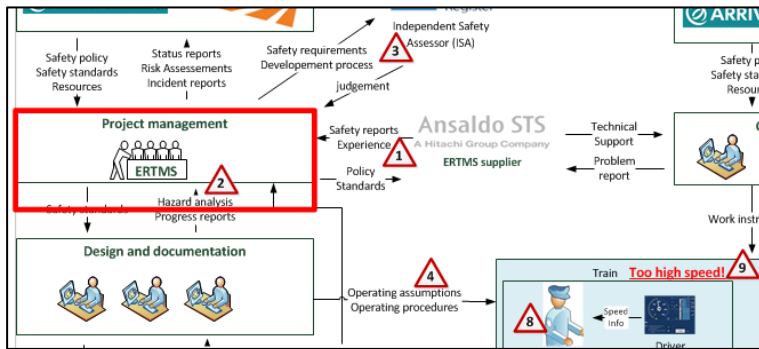 ARRIV
Register
Independent Safety
Assessor (ISA)
3
Safety policy
Safety standards
Resources
Status reports
Risk Assessements
Incident reports
Safety requirements
Developement process
judgement
Safety p
Safety sta
Resou
Project management
ERTMS
2
Safety reports
Experience
1
Policy
Standards
Ansaldo STS
A Hitachi Group Company
ERTMS supplier
Technical
Support
Problem
report
Safety standards
Hazard analysis
Progress reports
Work instr
Design and documentation
4
Operating assumptions
Operating procedures
Train
Too high speed!
9
8
Speed
Info
Driver